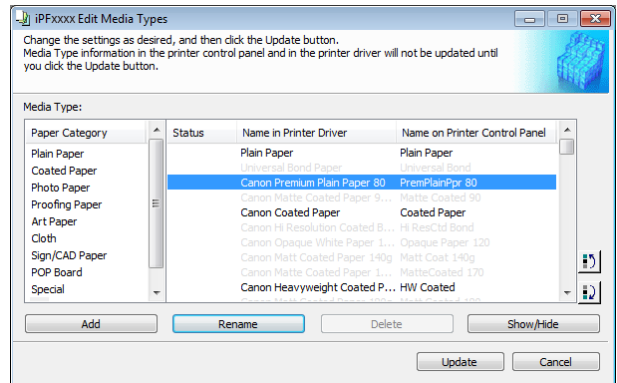 iPFxxxx Edit Media Types
Change the settings as desired, and then click the Update button.
Media Type information in the printer control panel and in the printer driver will not be updated until
you click the Update button.
Media Type:
Paper Category
Plain Paper
Coated Paper
Photo Paper
Proofing Paper
Art Paper
Cloth
Sign/CAD Paper
POP Board
Special
Status Name in Printer Driver Name on Printer Control Panel
Plain Paper Plain Paper
Universal Bond Paper Universal Bond
Canon Premium Plain Paper 80 PremPlainPpr 80
Canon Matte Coated Paper 9... Matte Coated 90
Canon Coated Paper Coated Paper
Canon Hi Resolution Coated B... Hi ResCtd Bond
Canon Opaque White Paper 1... Opaque Paper 120
Canon Matt Coated Paper 140g Matt Coat 140g
Canon Matte Coated Paper 1... MatteCoated 170
Canon Heavyweight Coated P... HW Coated
Add Rename Delete Show/Hide
Update Cancel